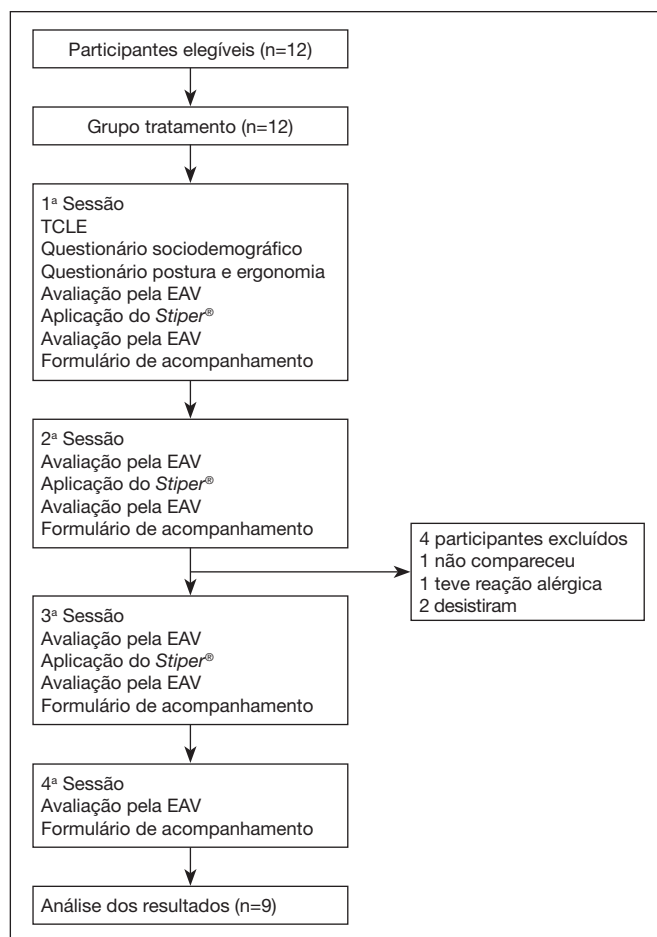 Participantes elegíveis (n=12)
Grupo tratamento (n=12)
1ª Sessão
TCLE
Questionário sociodemográfico
Questionário postura e ergonomia
Avaliação pela EAV
Aplicação do Stiper®
Avaliação pela EAV
Formulário de acompanhamento
2ª Sessão
Avaliação pela EAV
Aplicação do Stiper®
Avaliação pela EAV
Formulário de acompanhamento
4 participantes excluídos
1 não compareceu
1 teve reação alérgica
2 desistiram
3ª Sessão
Avaliação pela EAV
Aplicação do Stiper®
Avaliação pela EAV
Formulário de acompanhamento
4ª Sessão
Avaliação pela EAV
Formulário de acompanhamento
Análise dos resultados (n=9)